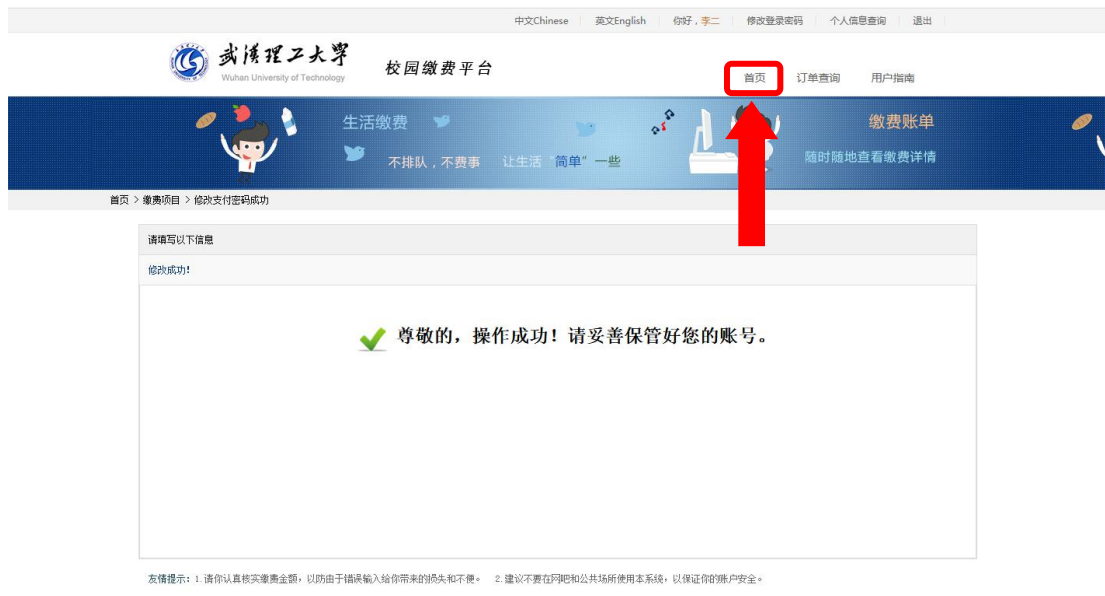 中文Chinese 英文English 你好，李二 修改登录密码 个人信息查询 退出
武汉理工大学
Wuhan University of Technology
校园缴费平台
首页 订单查询 用户指南
生活缴费
不排队，不费事 让生活“简单”一些
缴费账单
随时随地查看缴费详情
首页 > 缴费项目 > 修改支付密码成功
请填写以下信息
修改成功!
尊敬的，操作成功！请妥善保管好您的账号。
友情提示：1.请你认真核实缴费金额，以防由于错误输入给你带来的损失和不便。 2.建议不要在网吧和公共场所使用本系统，以保证你的账户安全。